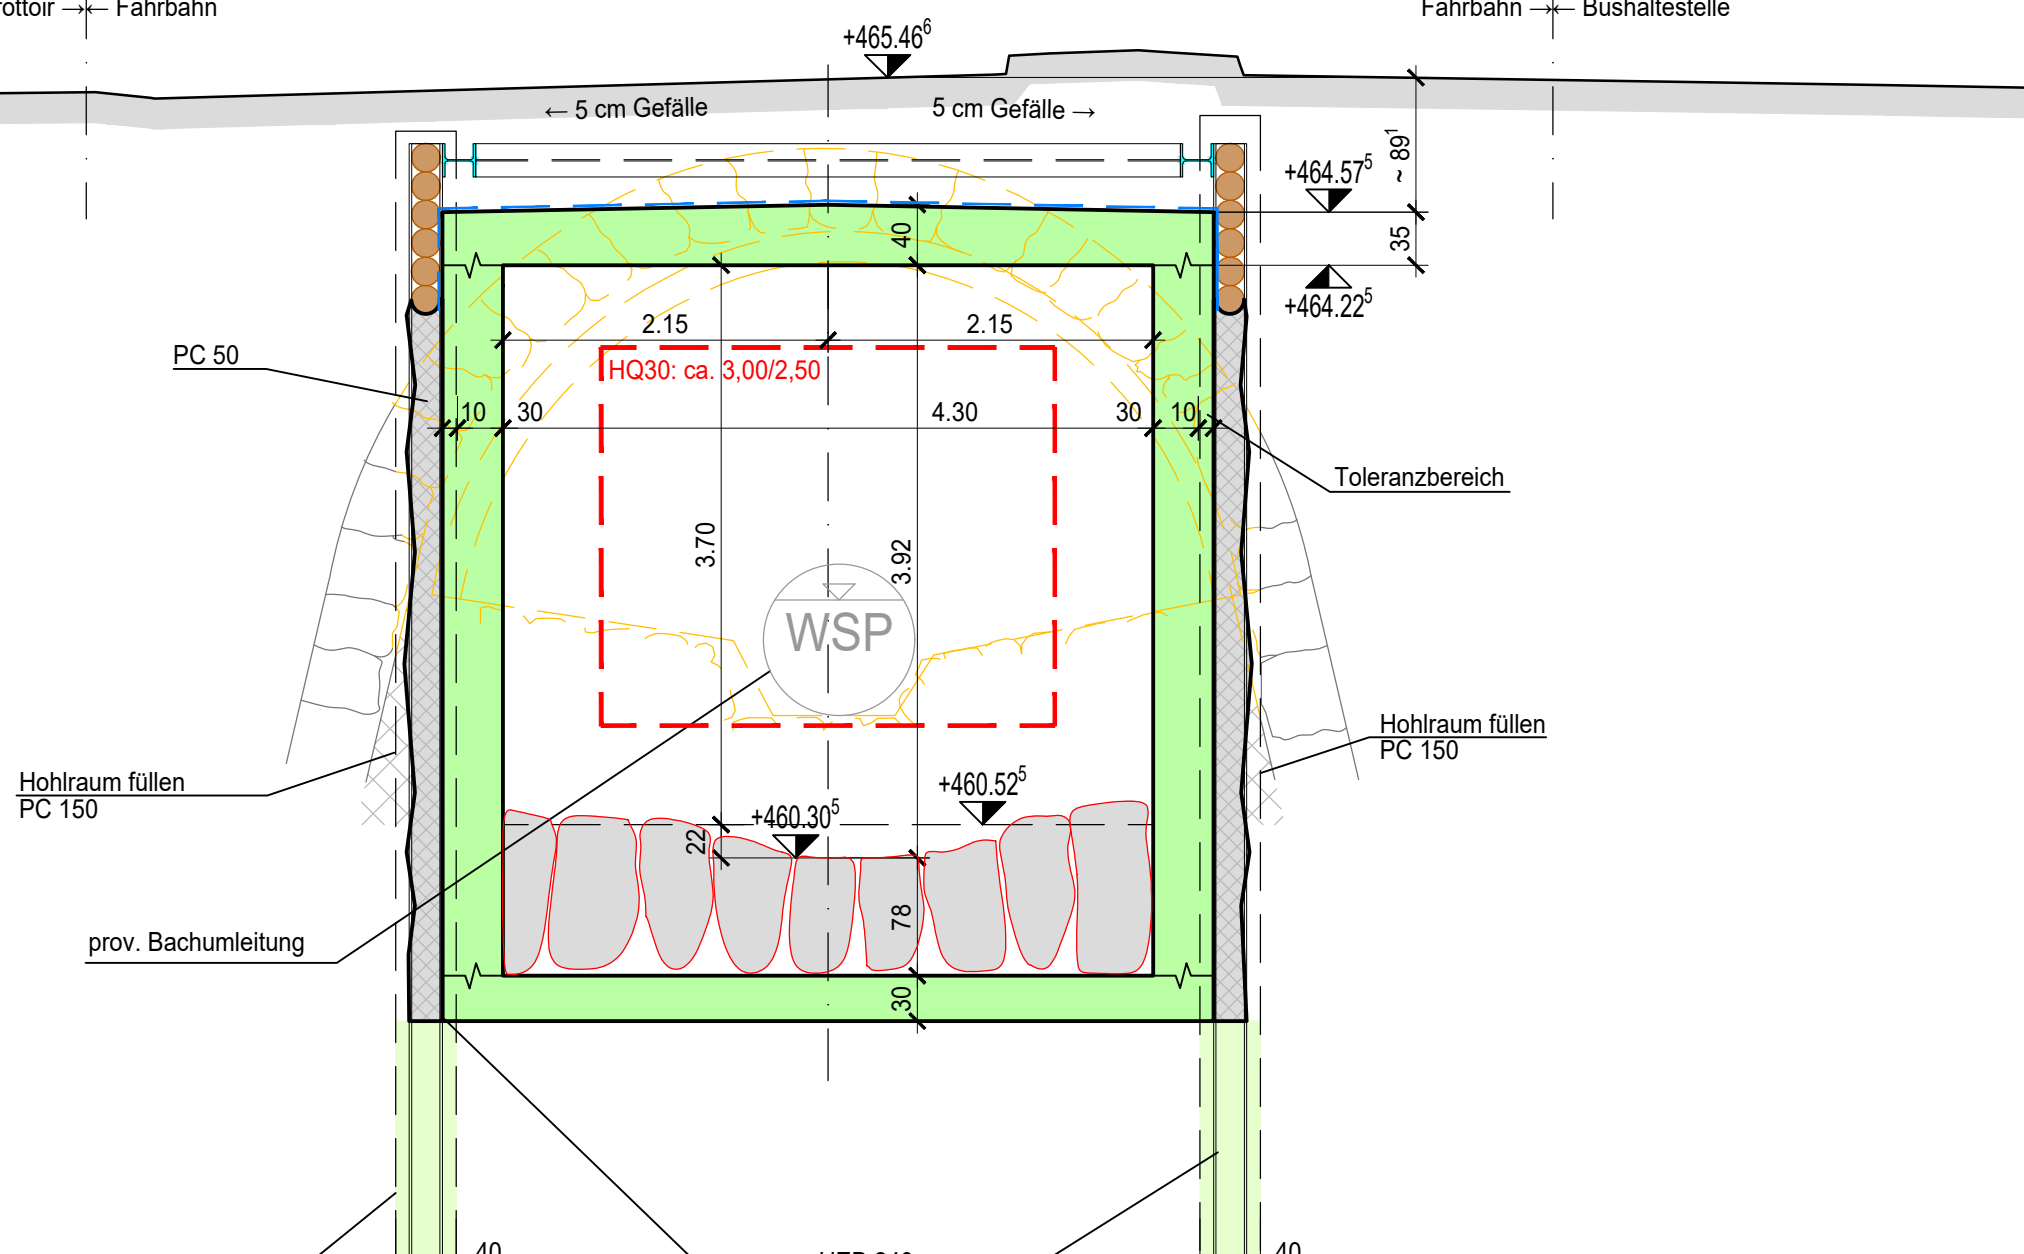 ottoir →← Fahrbahn
Fahrbahn →← Bushaltestelle
+465.46⁶
← 5 cm Gefälle
5 cm Gefälle →
~ 89¹
+464.57⁵
40
35
+464.22⁵
2.15
2.15
PC 50
HQ30: ca. 3,00/2,50
10
30
4.30
30
10
Toleranzbereich
3.70
3.92
WSP
Hohlraum füllen
PC 150
Hohlraum füllen
PC 150
+460.52⁵
+460.30⁵
22
78
prov. Bachumleitung
30
40
40